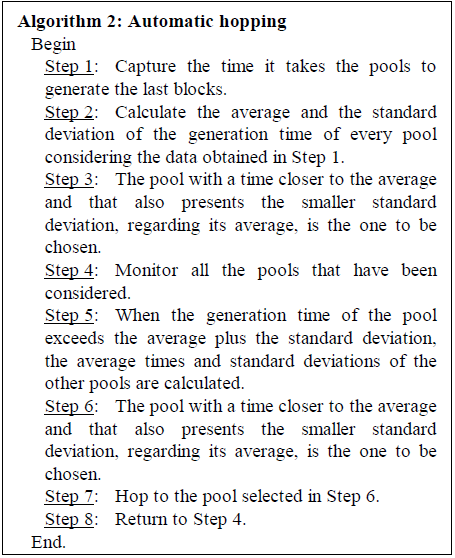 Algorithm 2: Automatic hopping
Begin
Step 1: Capture the time it takes the pools to
generate the last blocks.
Step 2: Calculate the average and the standard
deviation of the generation time of every pool
considering the data obtained in Step 1.
Step 3: The pool with a time closer to the average
and that also presents the smaller standard
deviation, regarding its average, is the one to be
chosen.
Step 4: Monitor all the pools that have been
considered.
Step 5: When the generation time of the pool
exceeds the average plus the standard deviation,
the average times and standard deviations of the
other pools are calculated.
Step 6: The pool with a time closer to the average
and that also presents the smaller standard
deviation, regarding its average, is the one to be
chosen.
Step 7: Hop to the pool selected in Step 6.
Step 8: Return to Step 4.
End.